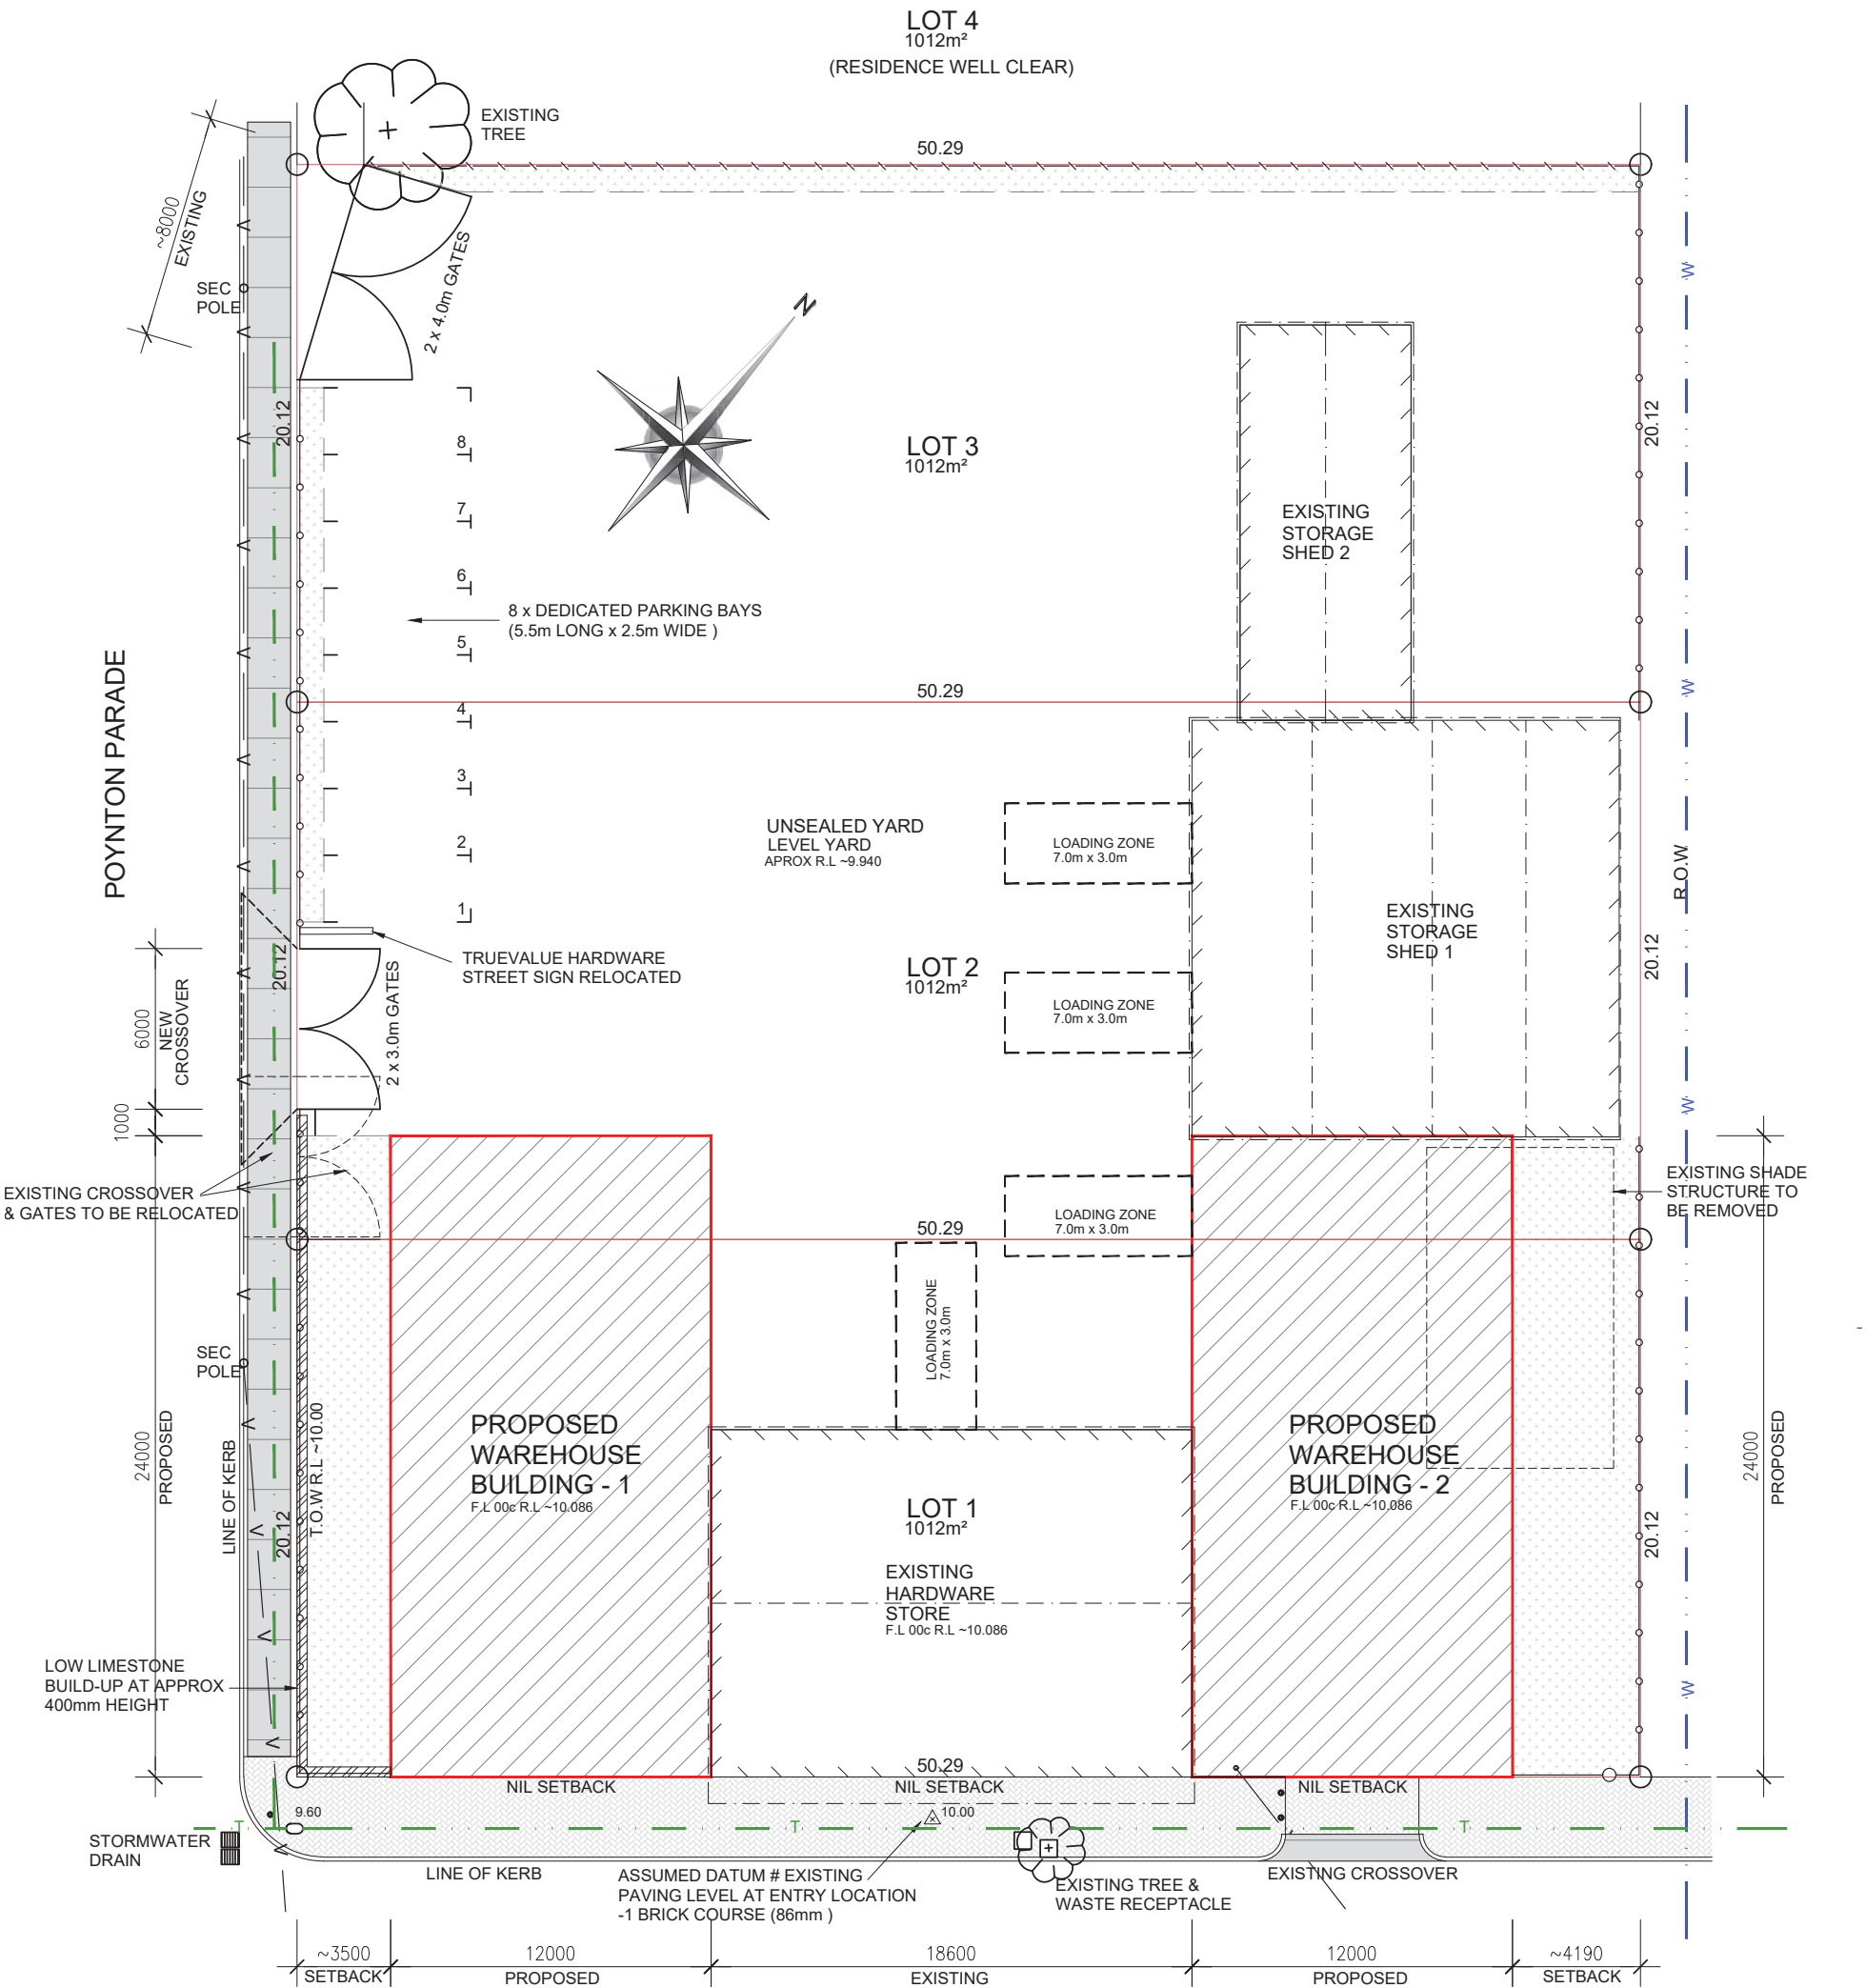 LOT 4
1012m²
(RESIDENCE WELL CLEAR)
EXISTING
TREE
50.29
~8000
EXISTING
SEC
POLE
2 x 4.0m GATES
N
20.12
20.12
LOT 3
1012m²
8
7
6
5
4
3
2
1
EXISTING
STORAGE
SHED 2
8 x DEDICATED PARKING BAYS
(5.5m LONG x 2.5m WIDE )
POYNTON PARADE
50.29
W
W
UNSEALED YARD
LEVEL YARD
APROX R.L ~9.940
LOADING ZONE
7.0m x 3.0m
R.O.W
EXISTING
STORAGE
SHED 1
TRUEVALUE HARDWARE
STREET SIGN RELOCATED
20.12
20.12
LOT 2
1012m²
LOADING ZONE
7.0m x 3.0m
6000
NEW
CROSSOVER
2 x 3.0m GATES
1000
W
EXISTING CROSSOVER
& GATES TO BE RELOCATED
EXISTING SHADE
STRUCTURE TO
BE REMOVED
LOADING ZONE
7.0m x 3.0m
50.29
LOADING ZONE
7.0m x 3.0m
SEC
POLE
24000
PROPOSED
LINE OF KERB
20.12
T.O.W R.L ~10.00
PROPOSED
WAREHOUSE
BUILDING - 1
F.L 00c R.L ~10.086
PROPOSED
WAREHOUSE
BUILDING - 2
F.L 00c R.L ~10.086
24000
PROPOSED
20.12
LOT 1
1012m²
EXISTING
HARDWARE
STORE
F.L 00c R.L ~10.086
LOW LIMESTONE
BUILD-UP AT APPROX
400mm HEIGHT
W
50.29
NIL SETBACK
NIL SETBACK
NIL SETBACK
9.60
10.00
T
T
T
STORMWATER
DRAIN
LINE OF KERB
ASSUMED DATUM # EXISTING
PAVING LEVEL AT ENTRY LOCATION
-1 BRICK COURSE (86mm )
EXISTING TREE &
WASTE RECEPTACLE
EXISTING CROSSOVER
~3500
SETBACK
12000
PROPOSED
18600
EXISTING
12000
PROPOSED
~4190
SETBACK